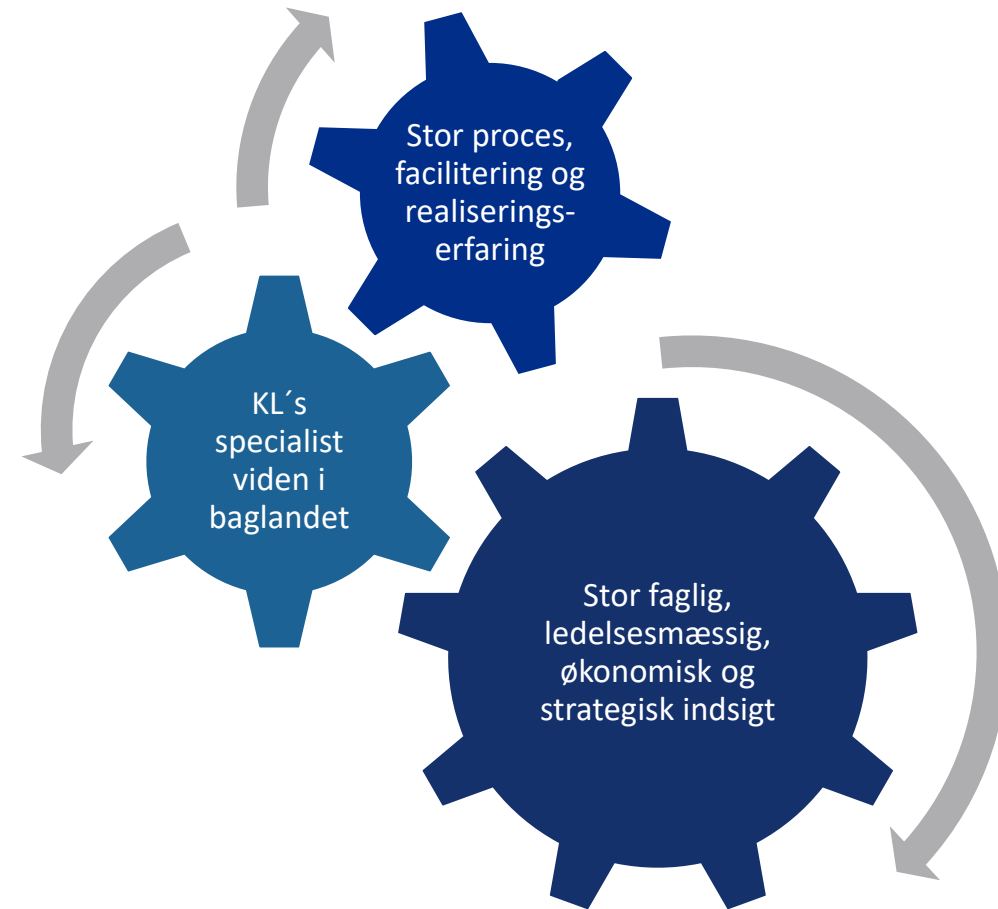 Stor proces,
facilitering og
realiserings-
erfaring
KL´s
specialist
viden i
baglandet
Stor faglig,
ledelsesmæssig,
økonomisk og
strategisk indsigt